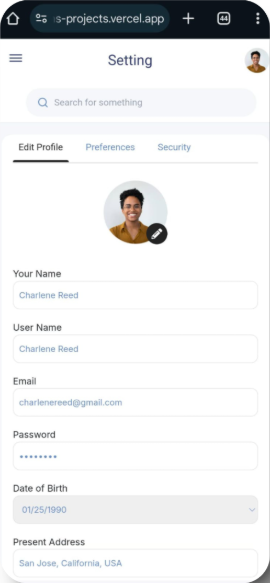 s-projects.vercel.app
44
Setting
Search for something
Edit Profile Preferences Security
Your Name
Charlene Reed
User Name
Charlene Reed
Email
charlenereed@gmail.com
Password
••••••••
Date of Birth
01/25/1990
Present Address
San Jose, California, USA